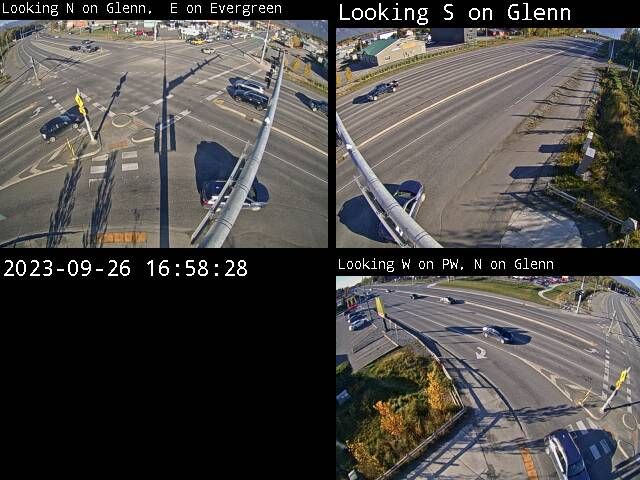 Looking N on Glenn, E on Evergreen
Looking S on Glenn
2023-09-26 16:58:28
Looking W on PW, N on Glenn